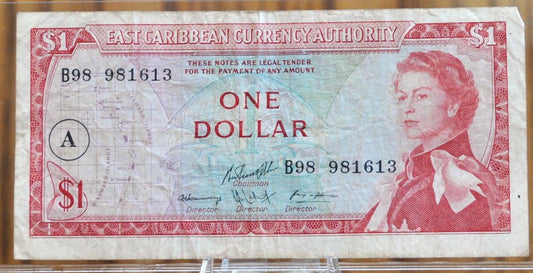 $1 EAST CARIBBEAN CURRENCY AUTHORITY $1
THESE NOTES ARE LEGAL TENDER
FOR THE PAYMENT OF ANY AMOUNT
B98 981613
ONE
DOLLAR
A
B98 981613
Chairman
$1
Director Director Director